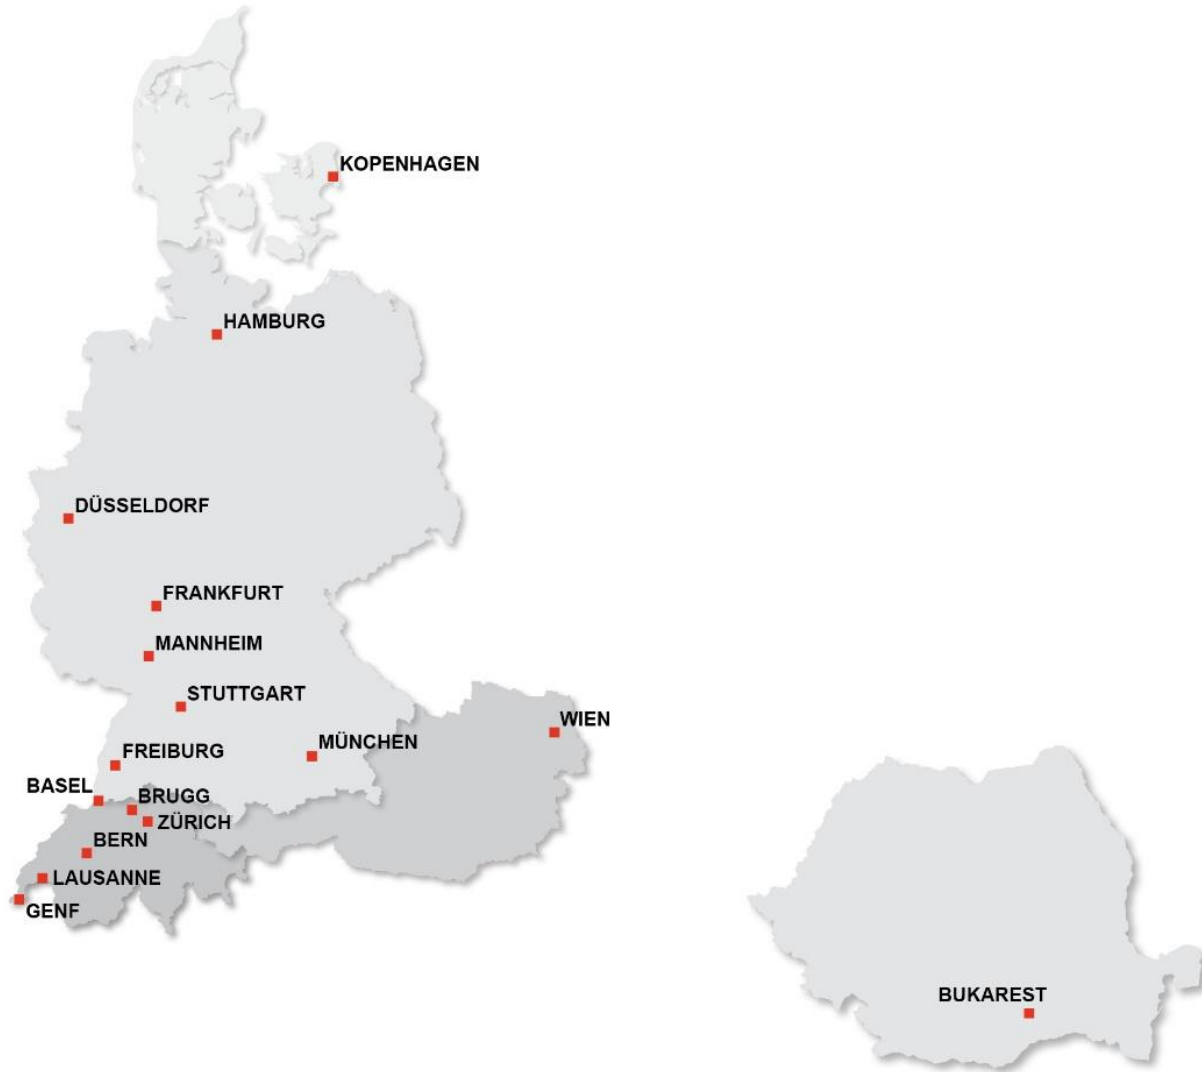 KOPENHAGEN
HAMBURG
DÜSSELDORF
FRANKFURT
MANNHEIM
STUTTGART
WIEN
MÜNCHEN
FREIBURG
BASEL
BRUGG
ZÜRICH
BERN
LAUSANNE
GENF
BUKAREST